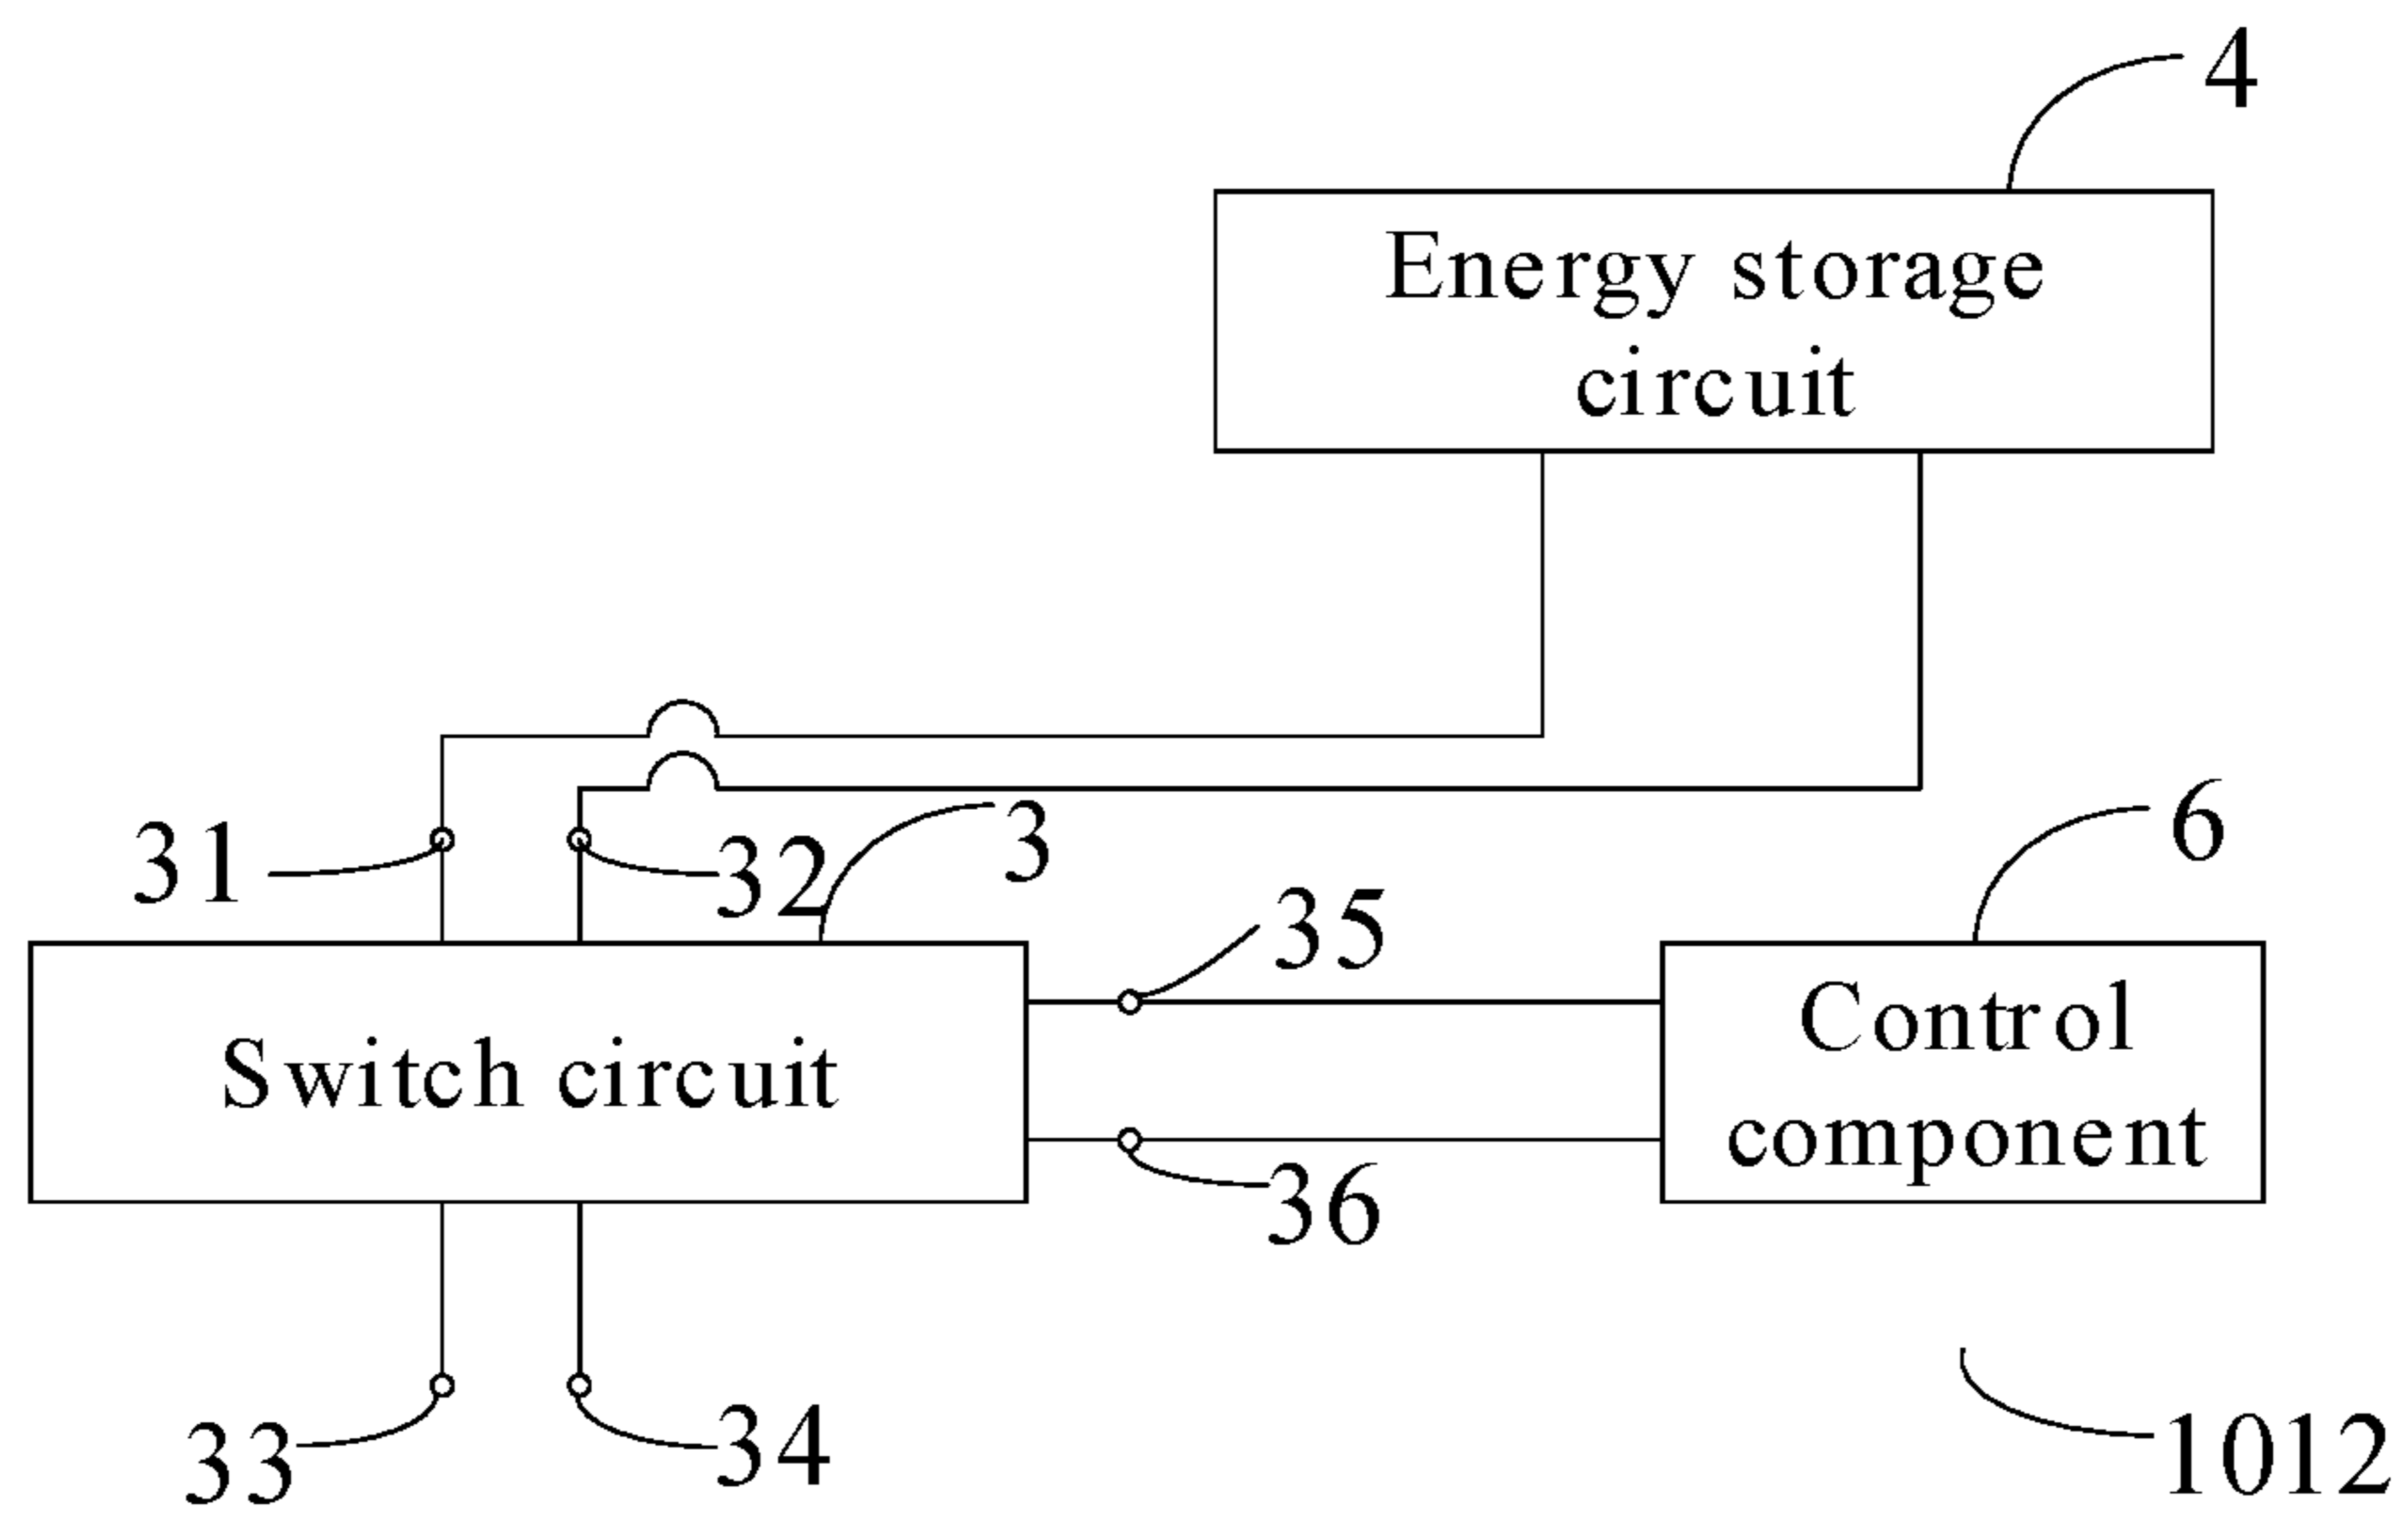 4
Energy storage
circuit
31
32
3
6
35
Switch circuit
Control
component
36
33
34
1012